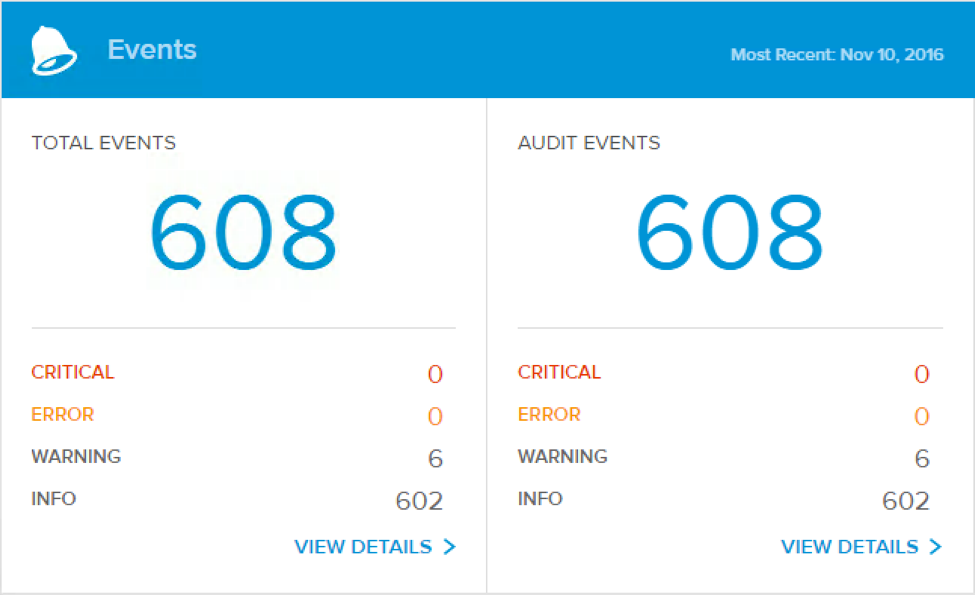 Events
Most Recent: Nov 10, 2016
TOTAL EVENTS
608
CRITICAL 0
ERROR 0
WARNING 6
INFO 602
VIEW DETAILS >
AUDIT EVENTS
608
CRITICAL 0
ERROR 0
WARNING 6
INFO 602
VIEW DETAILS >